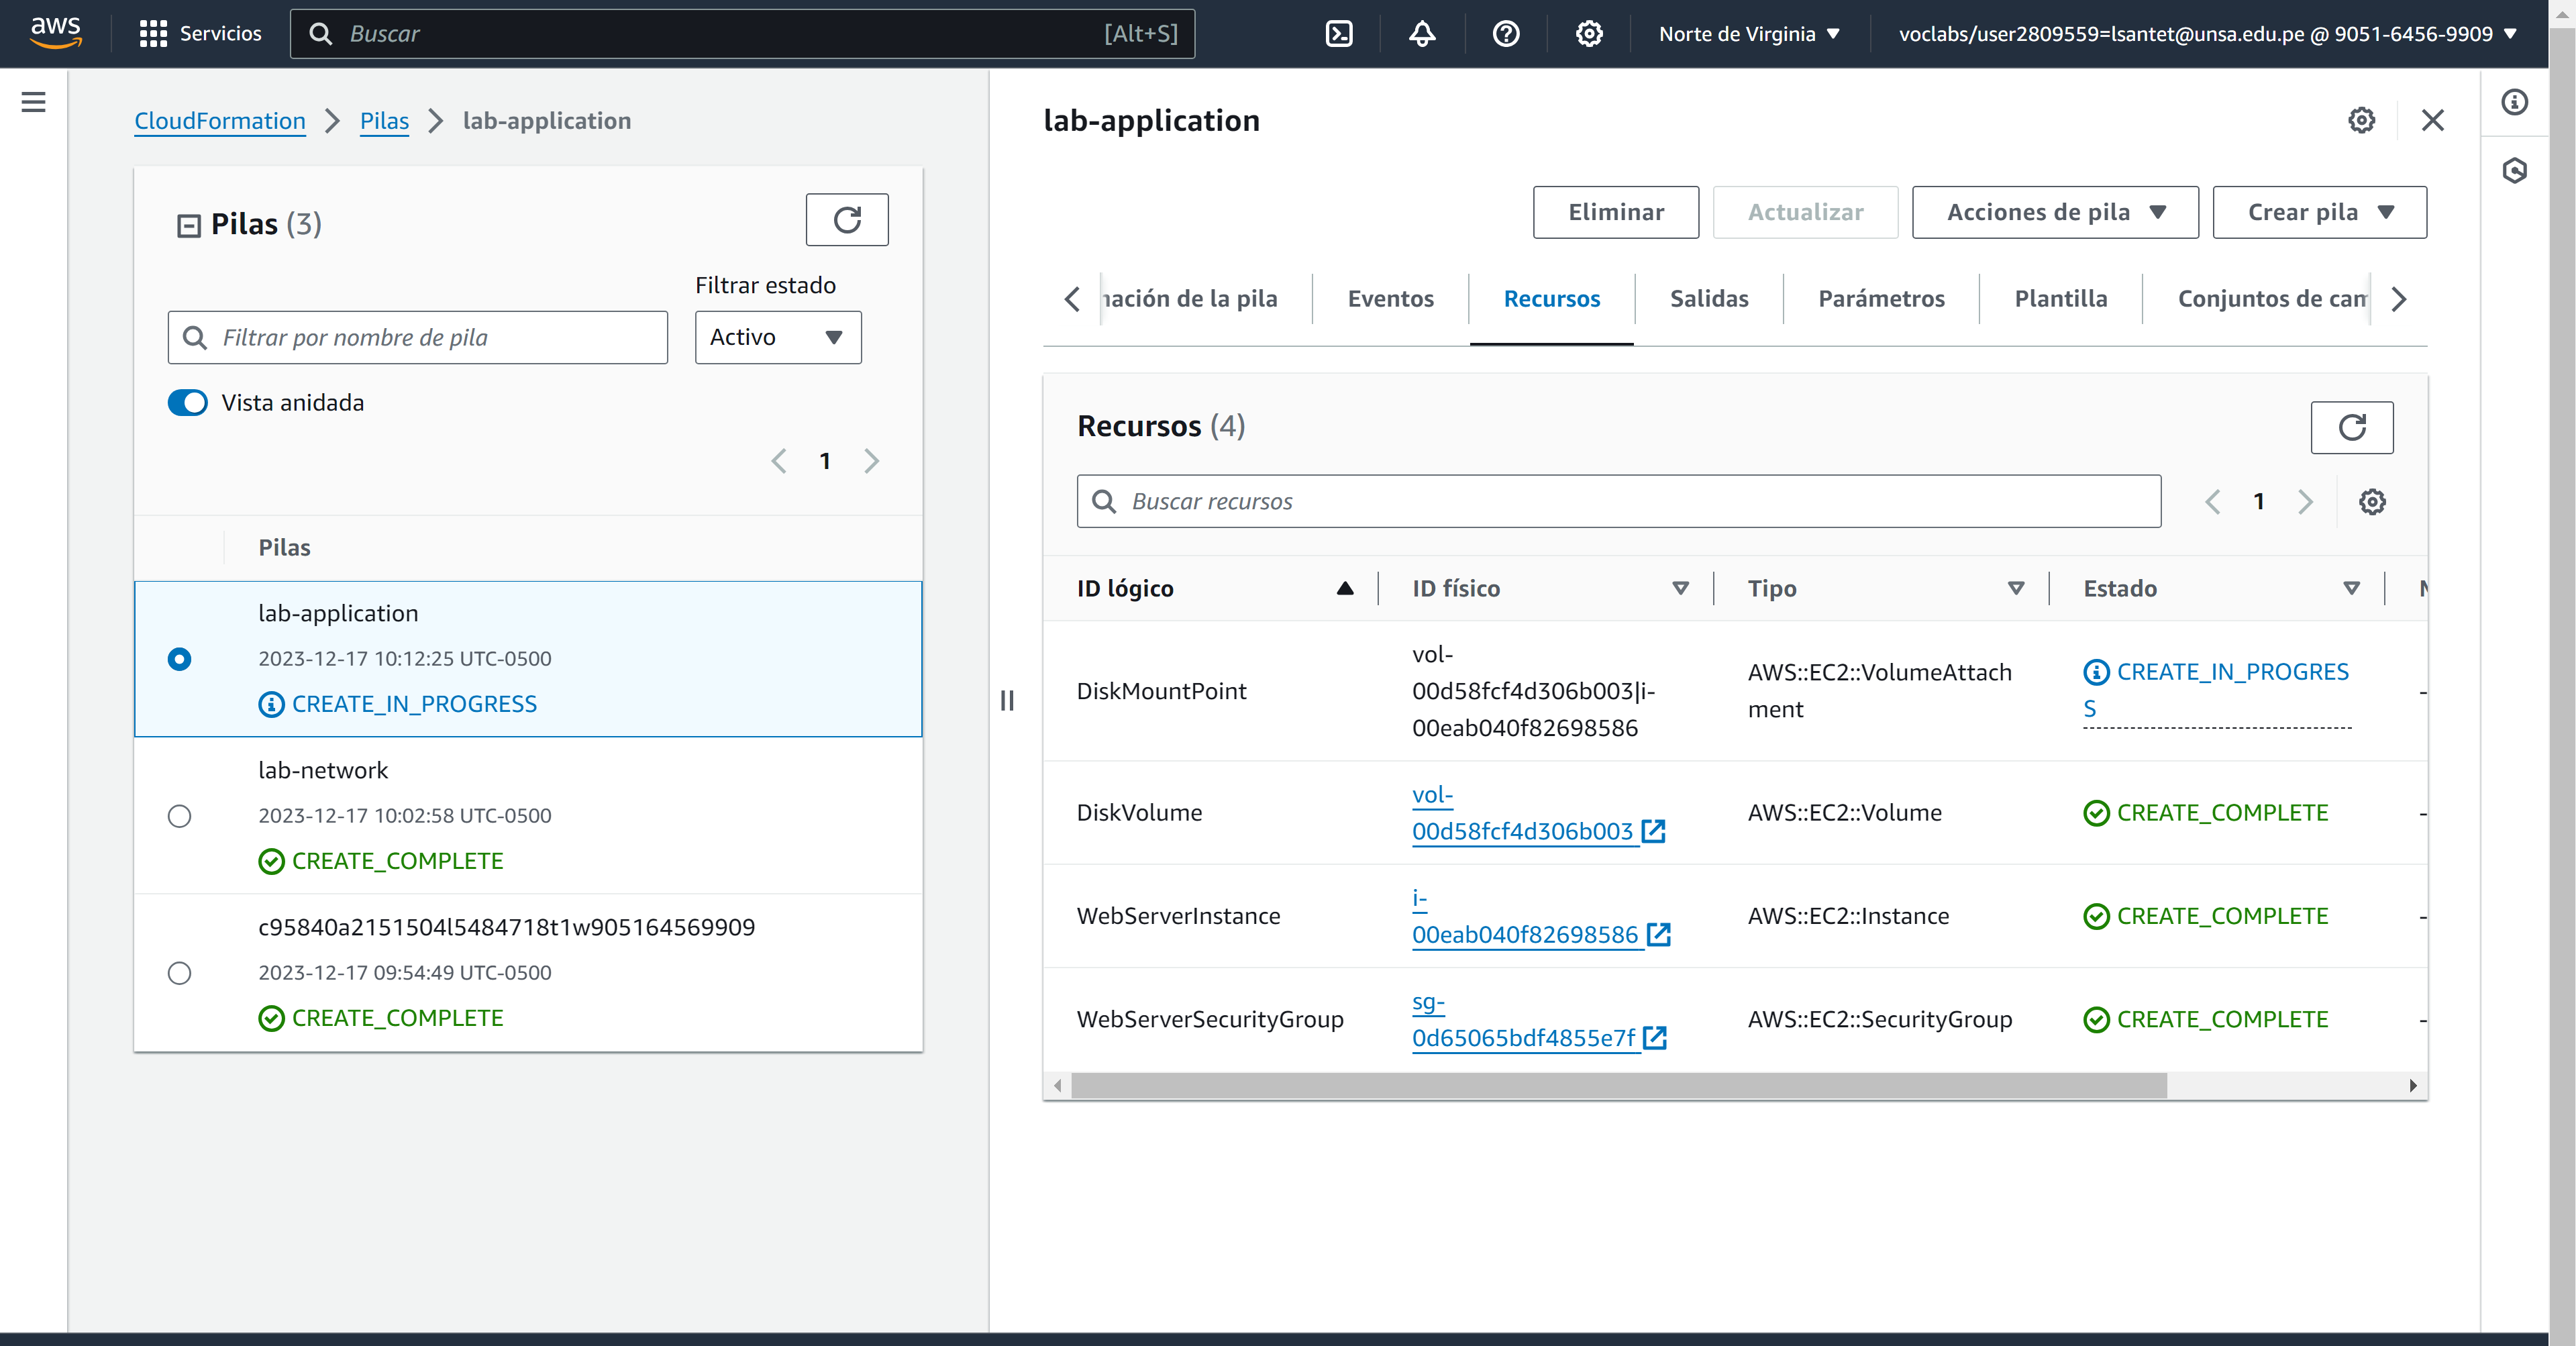 aws
Servicios
Buscar
[Alt+S]
Norte de Virginia
voclabs/user2809559=lsantet@unsa.edu.pe @ 9051-6456-9909
CloudFormation
Pilas
lab-application
Pilas (3)
Filtrar estado
Filtrar por nombre de pila
Activo
Vista anidada
1
Pilas
lab-application
2023-12-17 10:12:25 UTC-0500
CREATE_IN_PROGRESS
lab-network
2023-12-17 10:02:58 UTC-0500
CREATE_COMPLETE
c95840a2151504l5484718t1w905164569909
2023-12-17 09:54:49 UTC-0500
CREATE_COMPLETE
lab-application
Eliminar
Actualizar
Acciones de pila
Crear pila
nación de la pila
Eventos
Recursos
Salidas
Parámetros
Plantilla
Conjuntos de cam
Recursos (4)
Buscar recursos
1
ID lógico
ID físico
Tipo
Estado
DiskMountPoint
vol-
00d58fcf4d306b003|i-
00eab040f82698586
AWS::EC2::VolumeAttach
ment
CREATE_IN_PROGRES
S
-
DiskVolume
vol-
00d58fcf4d306b003
AWS::EC2::Volume
CREATE_COMPLETE
-
WebServerInstance
i-
00eab040f82698586
AWS::EC2::Instance
CREATE_COMPLETE
-
WebServerSecurityGroup
sg-
0d65065bdf4855e7f
AWS::EC2::SecurityGroup
CREATE_COMPLETE
-